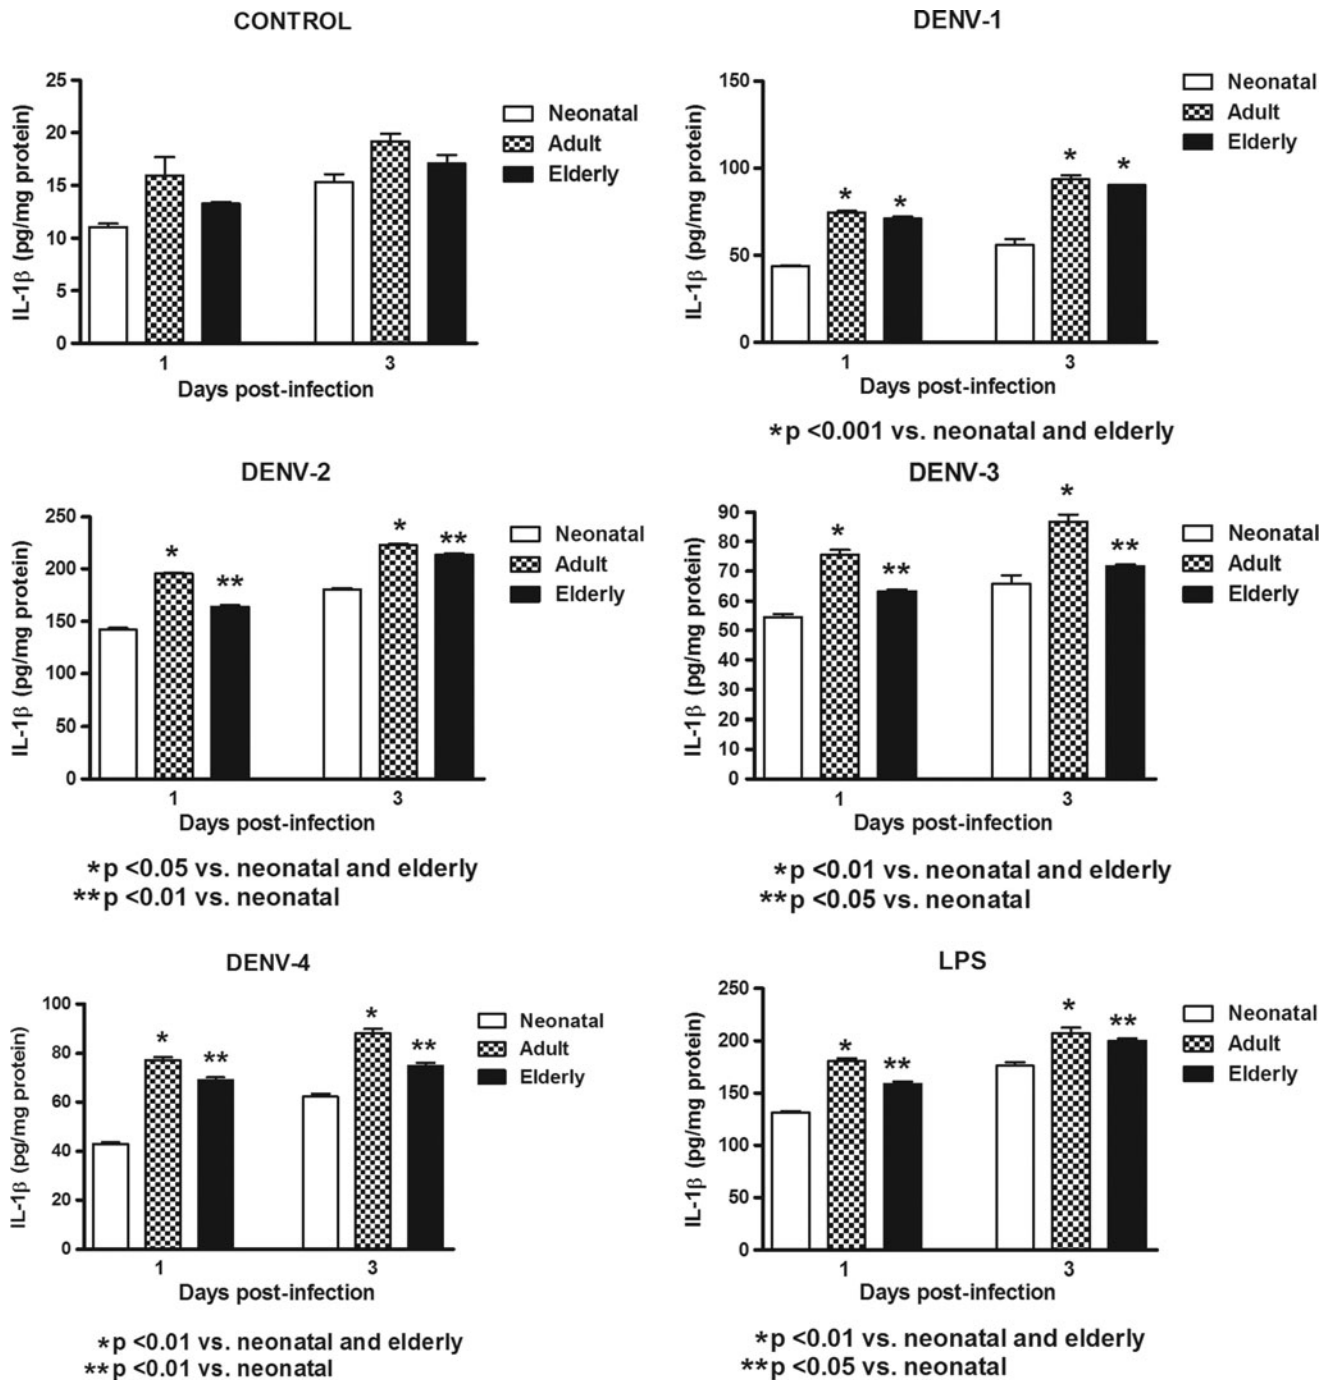 CONTROL
IL-1β (pg/mg protein)
25
20
15
10
5
0
1
3
Days post-infection
Neonatal
Adult
Elderly
DENV-1
IL-1β (pg/mg protein)
150
100
50
0
* *
* *
1
3
Days post-infection
Neonatal
Adult
Elderly
*p <0.001 vs. neonatal and elderly
DENV-2
IL-1β (pg/mg protein)
250
200
150
100
50
0
* **
* **
1
3
Days post-infection
Neonatal
Adult
Elderly
*p <0.05 vs. neonatal and elderly
**p <0.01 vs. neonatal
DENV-3
IL-1β (pg/mg protein)
90
80
70
60
50
40
30
20
10
0
* **
* **
1
3
Days post-infection
Neonatal
Adult
Elderly
*p <0.01 vs. neonatal and elderly
**p <0.05 vs. neonatal
DENV-4
IL-1β (pg/mg protein)
100
80
60
40
20
0
* **
* **
1
3
Days post-infection
Neonatal
Adult
Elderly
*p <0.01 vs. neonatal and elderly
**p <0.01 vs. neonatal
LPS
IL-1β (pg/mg protein)
250
200
150
100
50
0
* **
* **
1
3
Days post-infection
Neonatal
Adult
Elderly
*p <0.01 vs. neonatal and elderly
**p <0.05 vs. neonatal